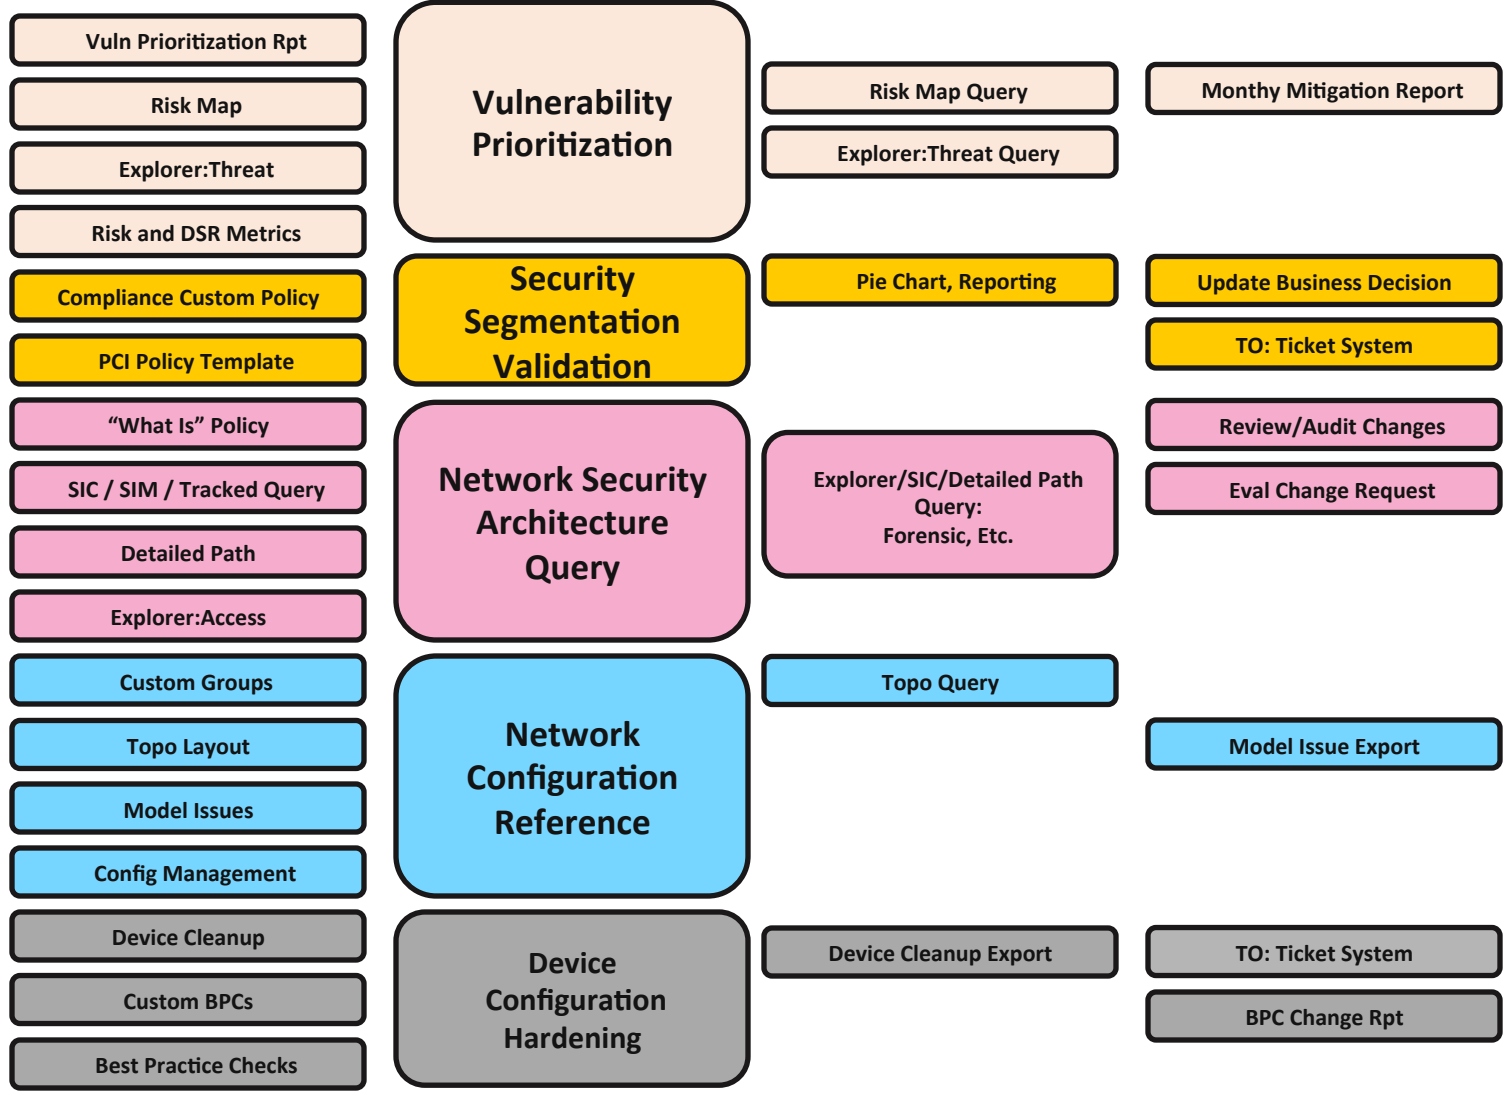 Vuln Prioritization Rpt
Risk Map
Explorer:Threat
Risk and DSR Metrics
Compliance Custom Policy
PCI Policy Template
“What Is” Policy
SIC / SIM / Tracked Query
Detailed Path
Explorer:Access
Custom Groups
Topo Layout
Model Issues
Config Management
Device Cleanup
Custom BPCs
Best Practice Checks
Vulnerability
Prioritization
Security
Segmentation
Validation
Network Security
Architecture
Query
Network
Configuration
Reference
Device
Configuration
Hardening
Risk Map Query
Explorer:Threat Query
Pie Chart, Reporting
Explorer/SIC/Detailed Path
Query:
Forensic, Etc.
Topo Query
Device Cleanup Export
Monthy Mitigation Report
Update Business Decision
TO: Ticket System
Review/Audit Changes
Eval Change Request
Model Issue Export
TO: Ticket System
BPC Change Rpt